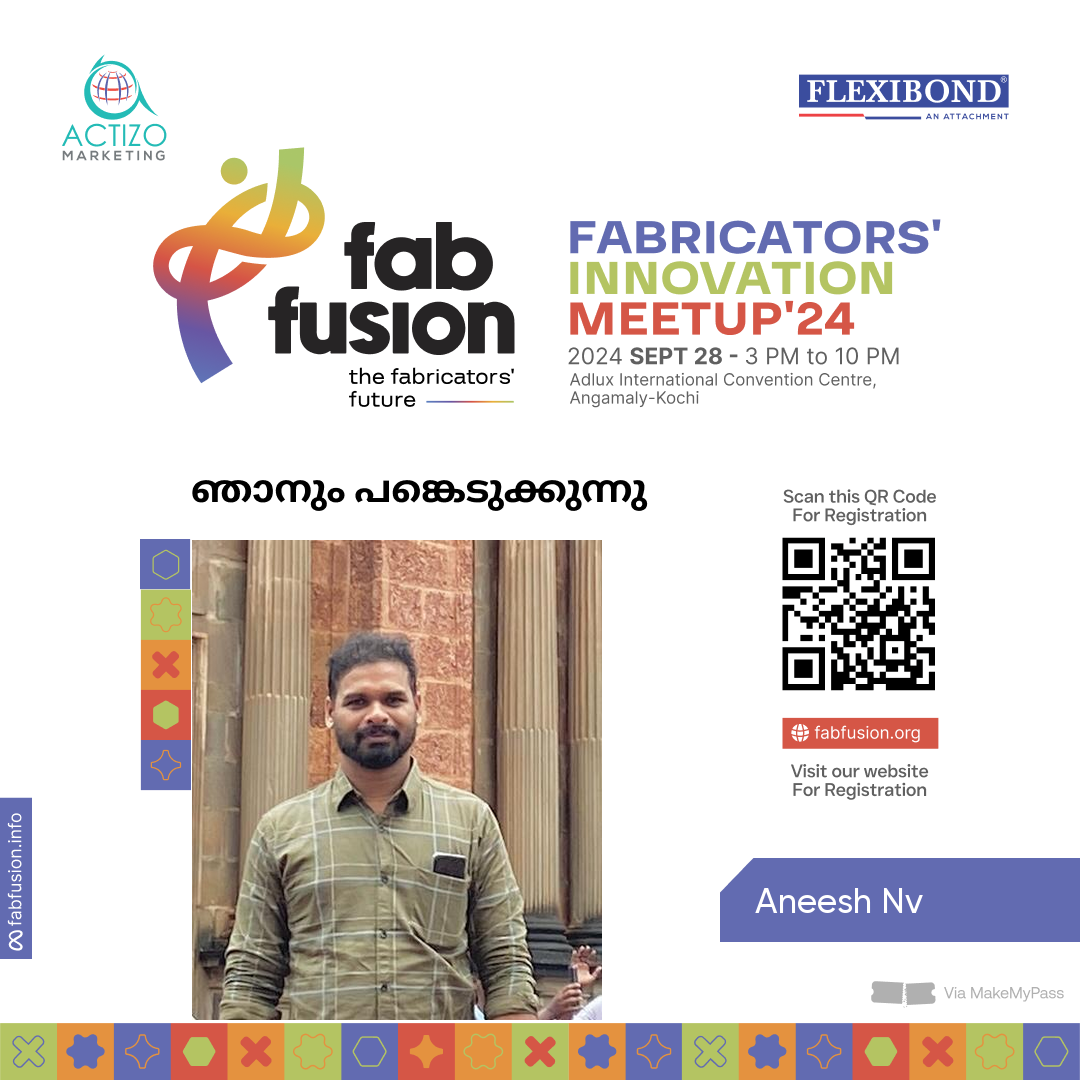 ACTIZO
MARKETING
FLEXIBOND®
AN ATTACHMENT
fab
fusion
the fabricators'
future
FABRICATORS'
INNOVATION
MEETUP'24
2024 SEPT 28 - 3 PM to 10 PM
Adlux International Convention Centre,
Angamaly-Kochi
ഞാനും പങ്കെടുക്കുന്നു
Scan this QR Code
For Registration
fabfusion.org
Visit our website
For Registration
fabfusion.info
Aneesh Nv
Via MakeMyPass